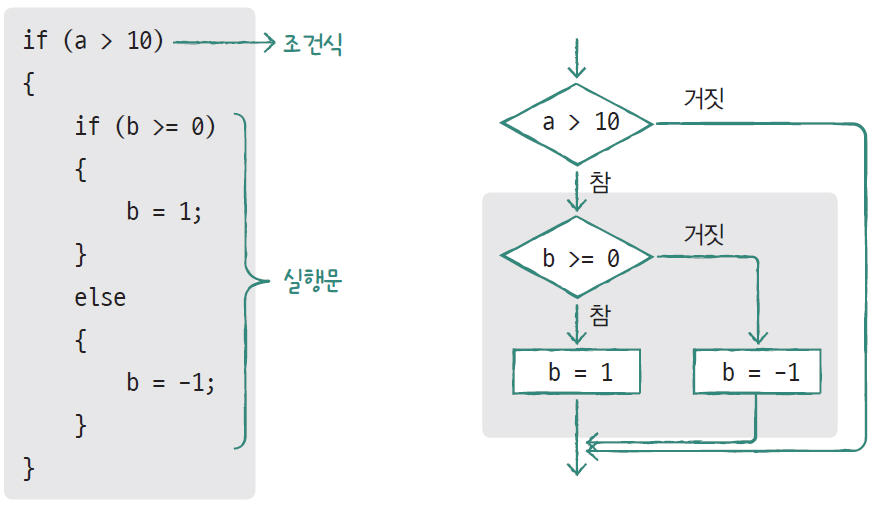 if (a > 10) 조건식
{
if (b >= 0)
{
b = 1;
}
else
{
b = -1;
}
}
실행문
a > 10
거짓
참
b >= 0
거짓
참
b = 1
b = -1